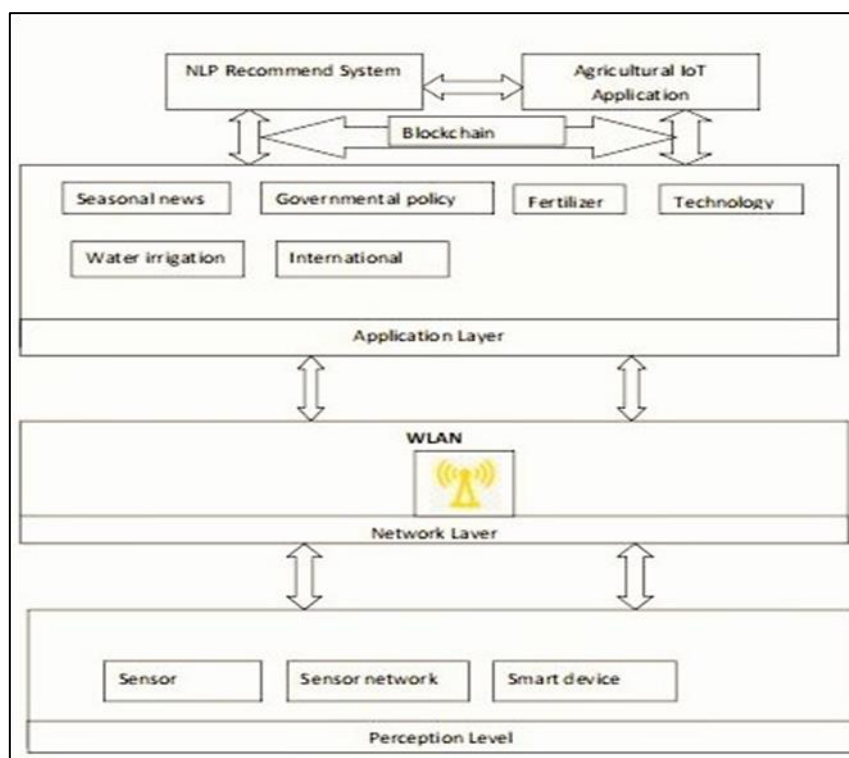 NLP Recommend System
Agricultural IoT
Application
Blockchain
Seasonal news
Governmental policy
Fertilizer
Technology
Water irrigation
International
Application Layer
WLAN
Network Layer
Sensor
Sensor network
Smart device
Perception Level